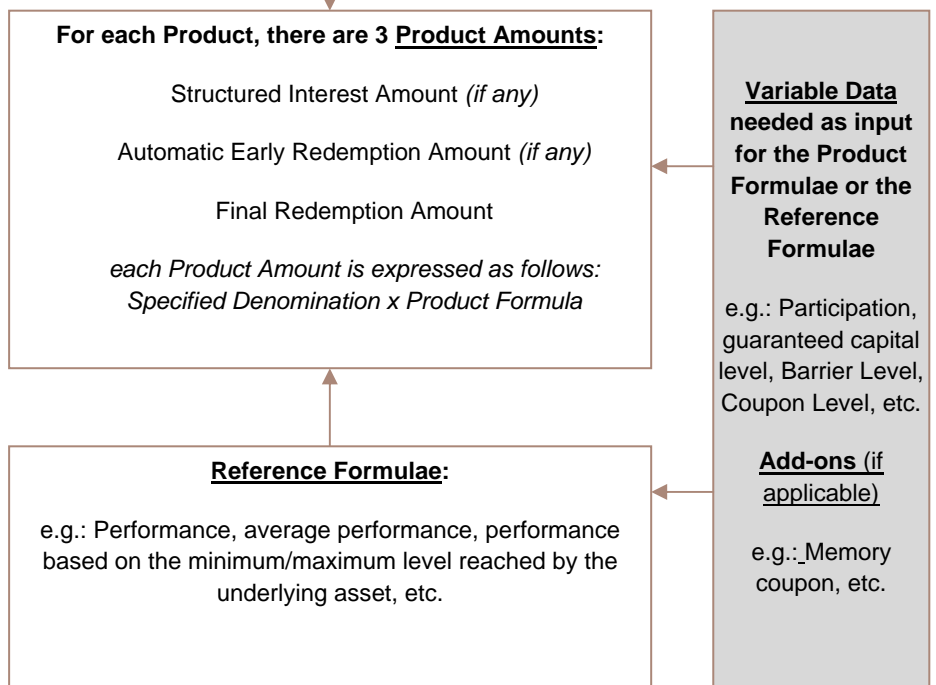 For each Product, there are 3 Product Amounts:
Structured Interest Amount (if any)
Automatic Early Redemption Amount (if any)
Final Redemption Amount
each Product Amount is expressed as follows:
Specified Denomination x Product Formula
Reference Formulae:
e.g.: Performance, average performance, performance
based on the minimum/maximum level reached by the
underlying asset, etc.
Variable Data
needed as input
for the Product
Formulae or the
Reference
Formulae
e.g.: Participation,
guaranteed capital
level, Barrier Level,
Coupon Level, etc.
Add-ons (if
applicable)
e.g.: Memory
coupon, etc.